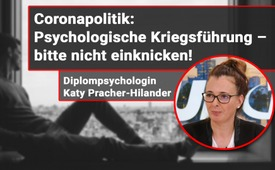 Coronapolitik:
Psychologische Kriegsführung –
bitte nicht einknicken!
Diplompsychologin
Katy Pracher-Hilander